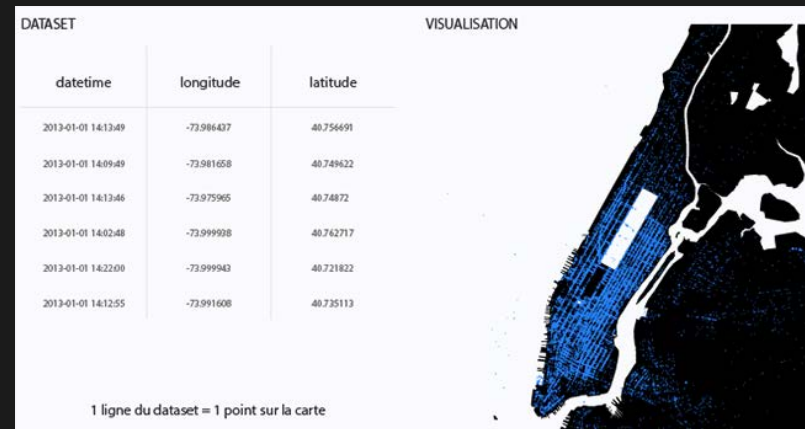 DATASET
VISUALISATION
datetime longitude latitude
2013-01-01 14:13:49 -73.986437 40.756691
2013-01-01 14:09:49 -73.981658 40.749622
2013-01-01 14:13:46 -73.975965 40.74872
2013-01-01 14:02:48 -73.999938 40.762717
2013-01-01 14:22:00 -73.999943 40.721822
2013-01-01 14:12:55 -73.991608 40.735113
1 ligne du dataset = 1 point sur la carte